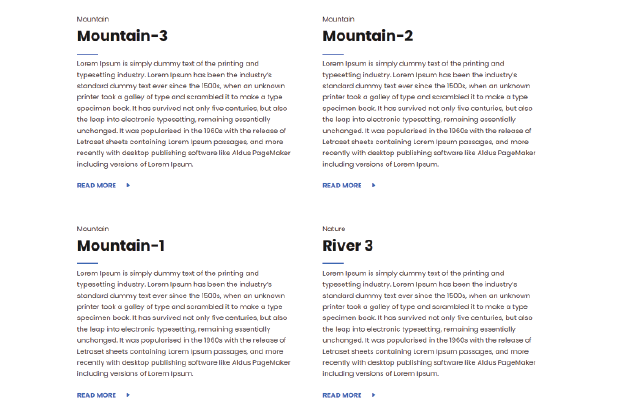 Mountain
Mountain-3
Lorem Ipsum is simply dummy text of the printing and
typesetting industry. Lorem Ipsum has been the industry's
standard dummy text ever since the 1500s, when an unknown
printer took a galley of type and scrambled it to make a type
specimen book. It has survived not only five centuries, but also
the leap into electronic typesetting, remaining essentially
unchanged. It was popularised in the 1960s with the release of
Letraset sheets containing Lorem Ipsum passages, and more
recently with desktop publishing software like Aldus PageMaker
including versions of Lorem Ipsum.
READ MORE
Mountain
Mountain-2
Lorem Ipsum is simply dummy text of the printing and
typesetting industry. Lorem Ipsum has been the industry's
standard dummy text ever since the 1500s, when an unknown
printer took a galley of type and scrambled it to make a type
specimen book. It has survived not only five centuries, but also
the leap into electronic typesetting, remaining essentially
unchanged. It was popularised in the 1960s with the release of
Letraset sheets containing Lorem Ipsum passages, and more
recently with desktop publishing software like Aldus PageMaker
including versions of Lorem Ipsum.
READ MORE
Mountain
Mountain-1
Lorem Ipsum is simply dummy text of the printing and
typesetting industry. Lorem Ipsum has been the industry's
standard dummy text ever since the 1500s, when an unknown
printer took a galley of type and scrambled it to make a type
specimen book. It has survived not only five centuries, but also
the leap into electronic typesetting, remaining essentially
unchanged. It was popularised in the 1960s with the release of
Letraset sheets containing Lorem Ipsum passages, and more
recently with desktop publishing software like Aldus PageMaker
including versions of Lorem Ipsum.
READ MORE
Nature
River 3
Lorem Ipsum is simply dummy text of the printing and
typesetting industry. Lorem Ipsum has been the industry's
standard dummy text ever since the 1500s, when an unknown
printer took a galley of type and scrambled it to make a type
specimen book. It has survived not only five centuries, but also
the leap into electronic typesetting, remaining essentially
unchanged. It was popularised in the 1960s with the release of
Letraset sheets containing Lorem Ipsum passages, and more
recently with desktop publishing software like Aldus PageMaker
including versions of Lorem Ipsum.
READ MORE